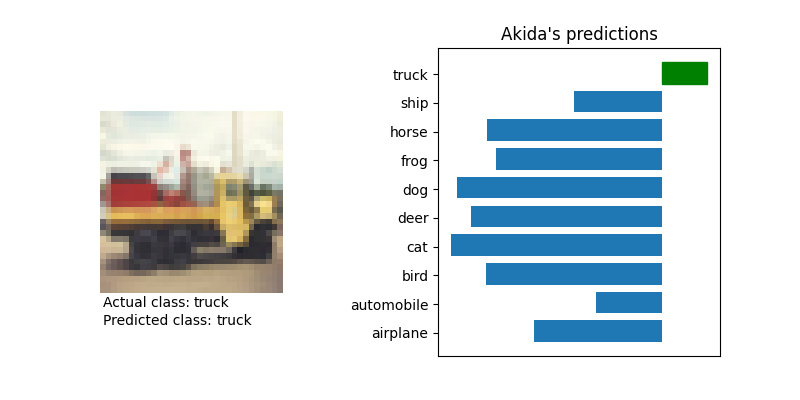 Akida's predictions
truck
ship
horse
frog
dog
deer
cat
bird
automobile
airplane
Actual class: truck
Predicted class: truck